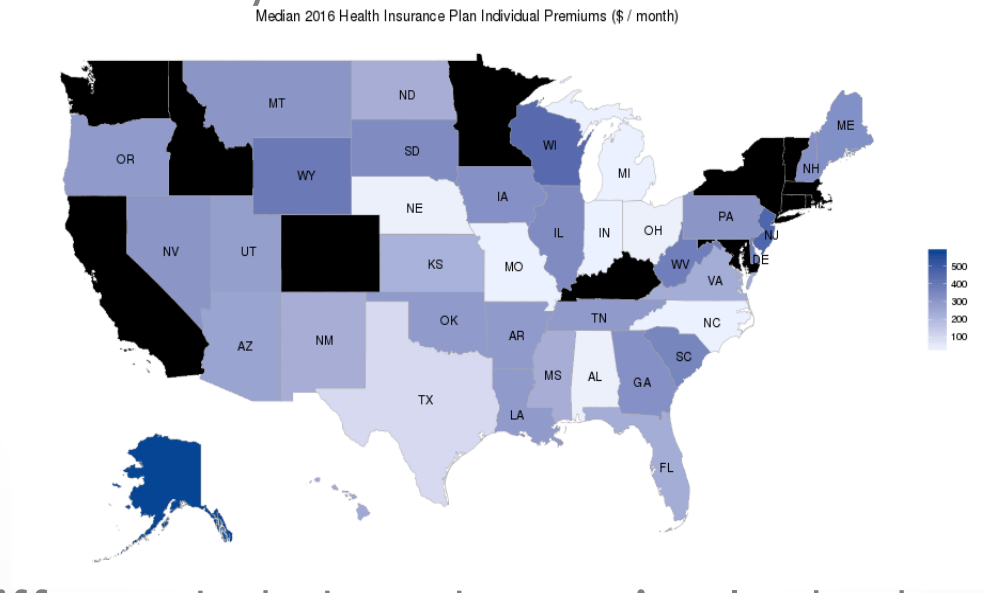 Median 2016 Health Insurance Plan Individual Premiums ($ / month)
MT
ND
ME
OR
SD
WI
NH
WY
MI
IA
NE
PA
NV
UT
IL
IN
OH
NJ
KS
MO
WV
DE
VA
NM
OK
TN
NC
AZ
AR
SC
MS
AL
GA
TX
LA
FL
500
400
300
200
100